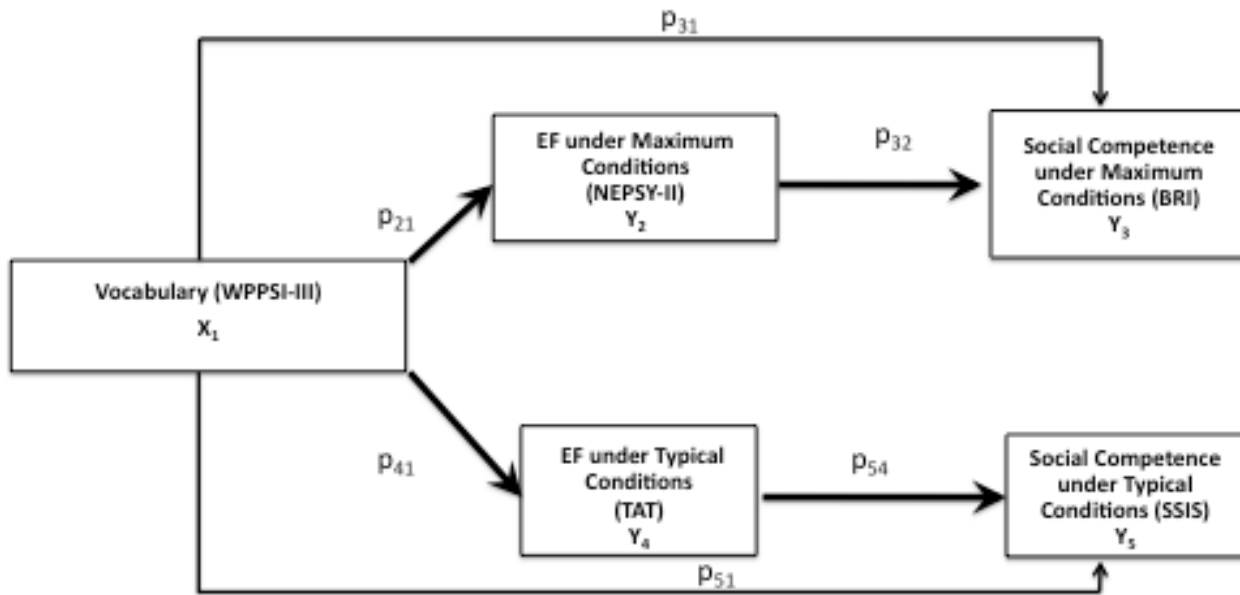 p₃₁
EF under Maximum
Conditions
(NEPSY-II)
Y₂
p₃₂
Social Competence
under Maximum
Conditions (BRI)
Y₃
p₂₁
Vocabulary (WPPSI-III)
X₁
p₄₁
EF under Typical
Conditions
(TAT)
Y₄
p₅₄
Social Competence
under Typical
Conditions (SSIS)
Y₅
p₅₁